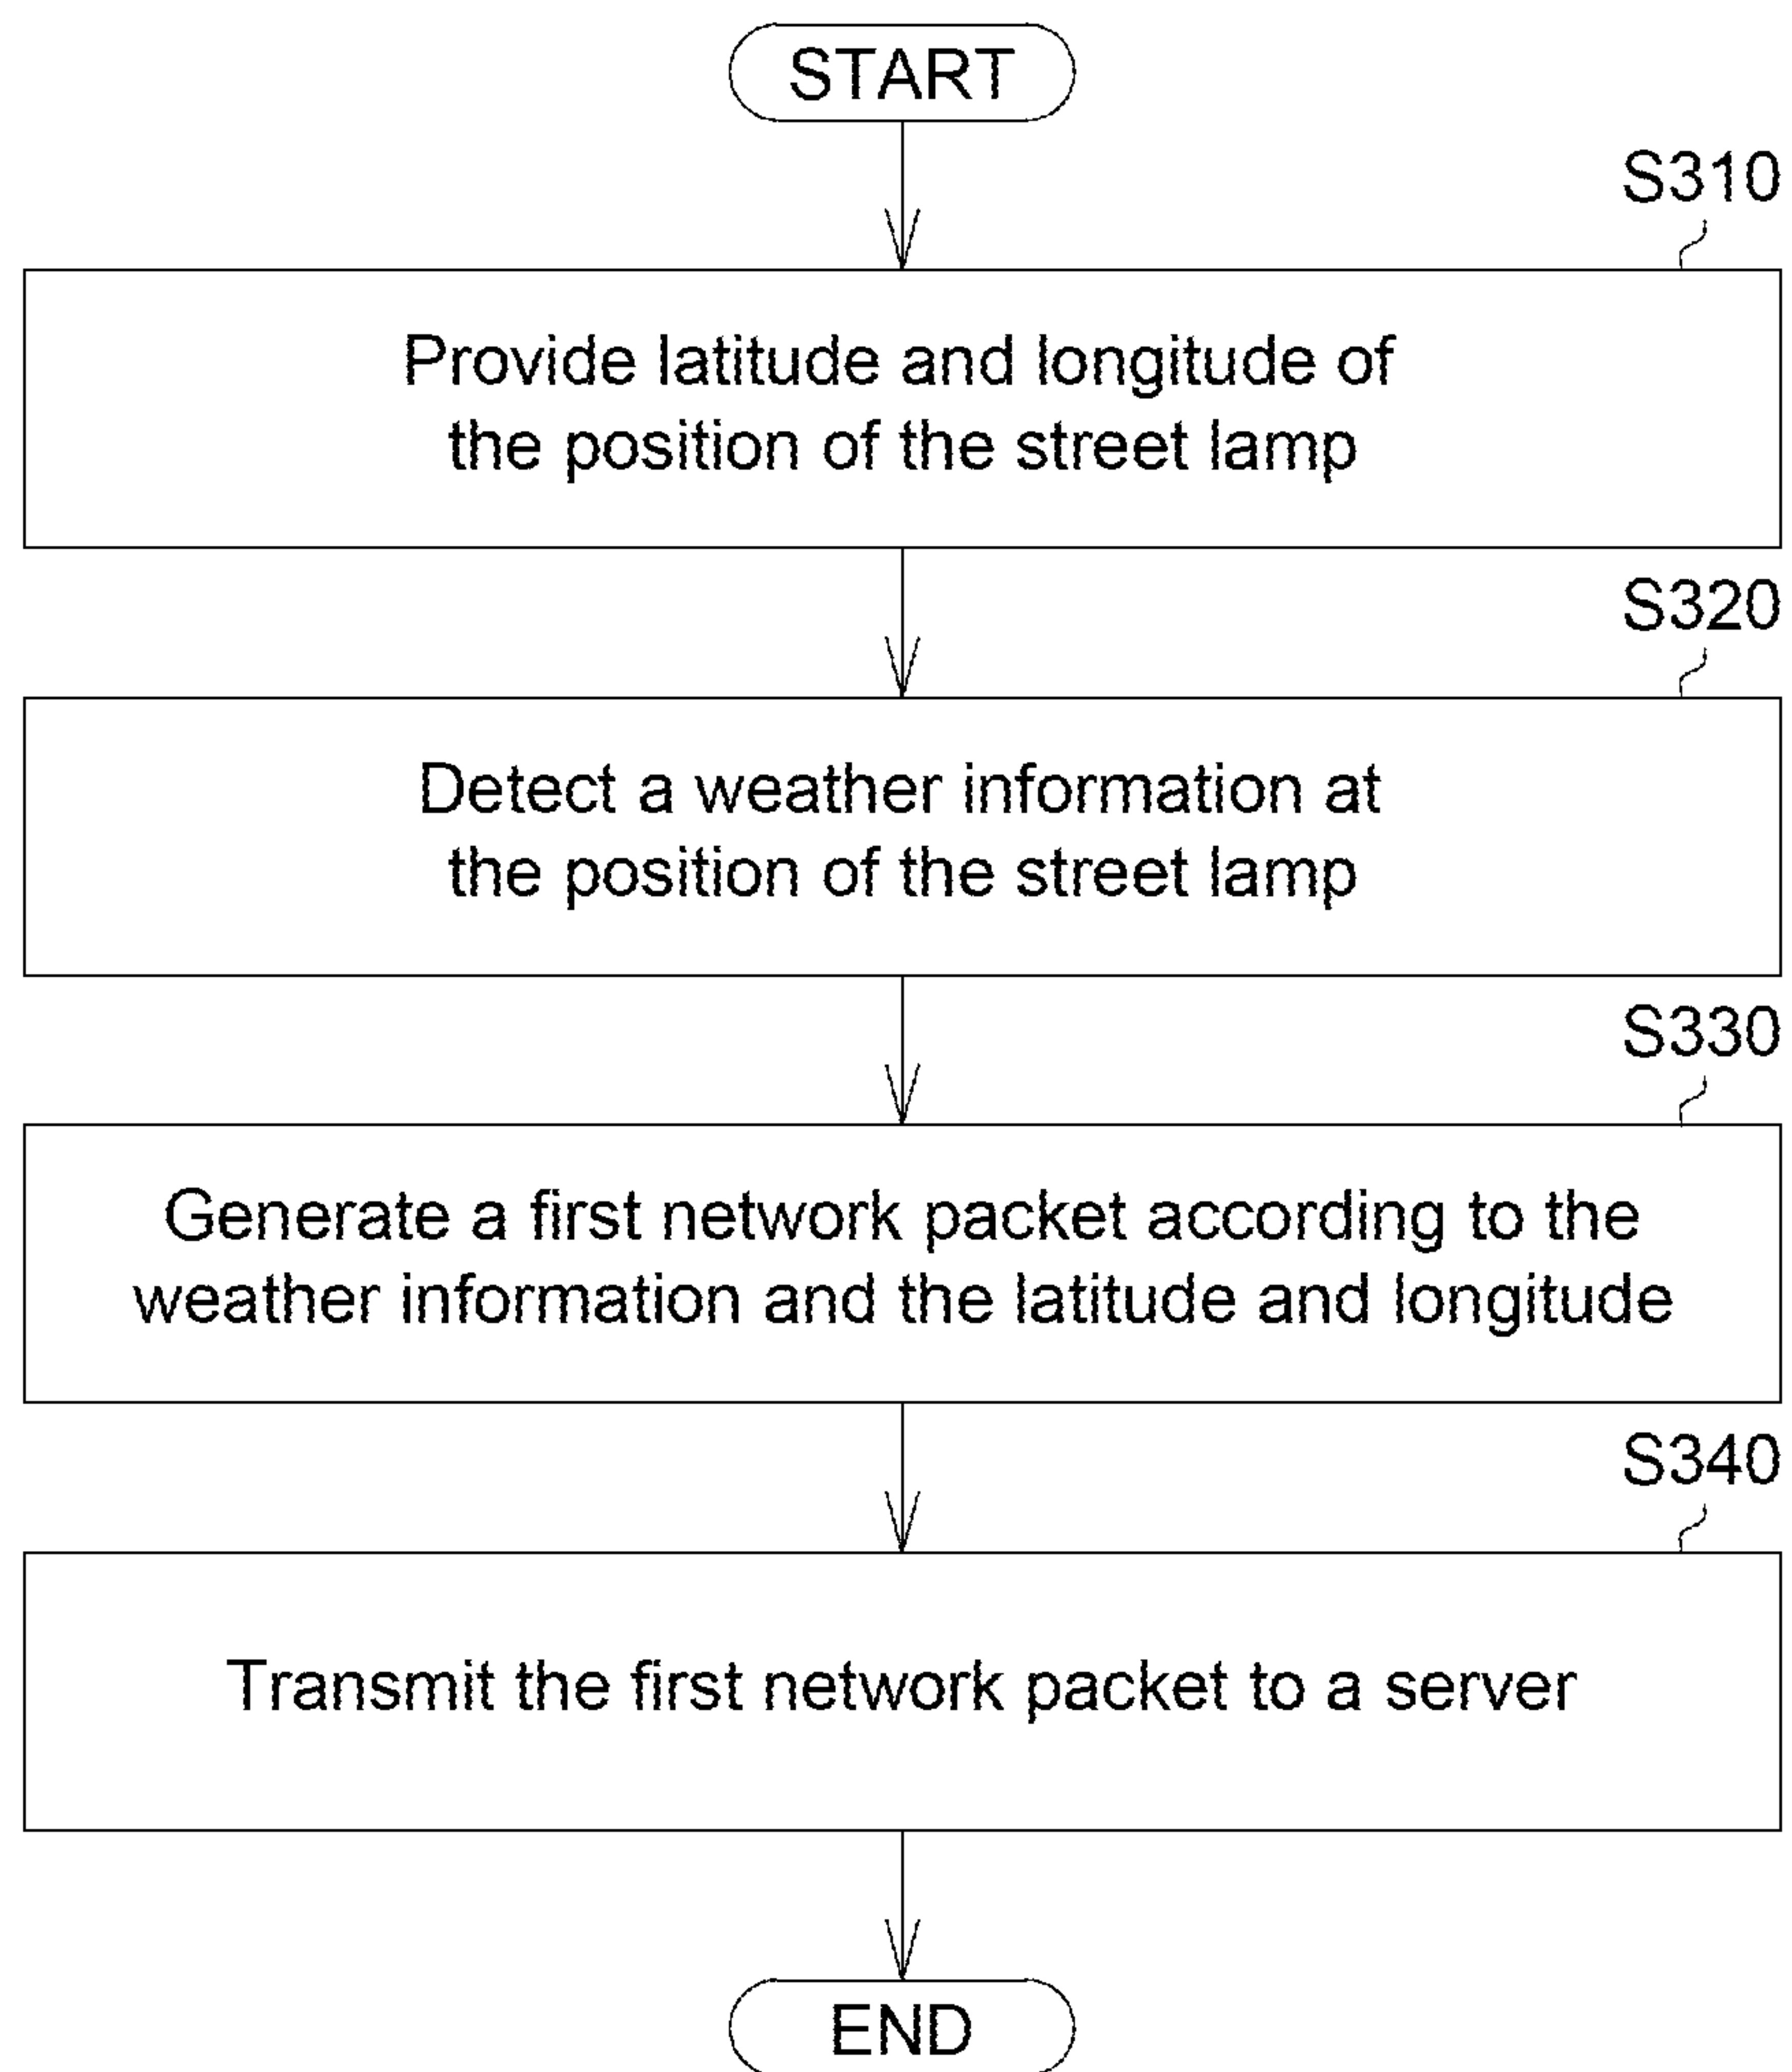 START
S310
Provide latitude and longitude of
the position of the street lamp
S320
Detect a weather information at
the position of the street lamp
S330
Generate a first network packet according to the
weather information and the latitude and longitude
S340
Transmit the first network packet to a server
END